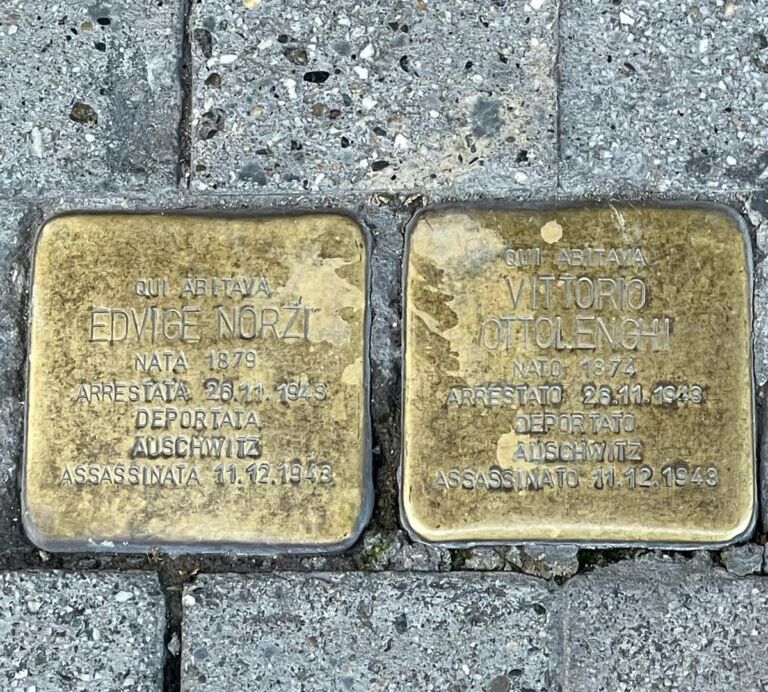 QUI ABITAVA
EDVIGE NORZI
NATA 1879
ARRESTATA 26.11.1943
DEPORTATA
AUSCHWITZ
ASSASSINATA 11.12.1943
QUI ABITAVA
VITTORIO
OTTOLENGHI
NATO 1874
ARRESTATO 26.11.1943
DEPORTATO
AUSCHWITZ
ASSASSINATO 11.12.1943